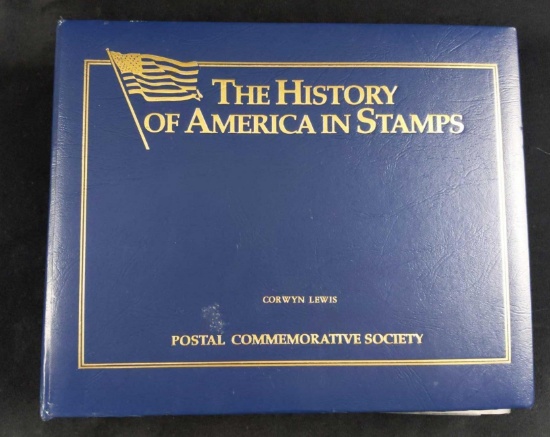 THE HISTORY
OF AMERICA IN STAMPS
CORWYN LEWIS
POSTAL COMMEMORATIVE SOCIETY